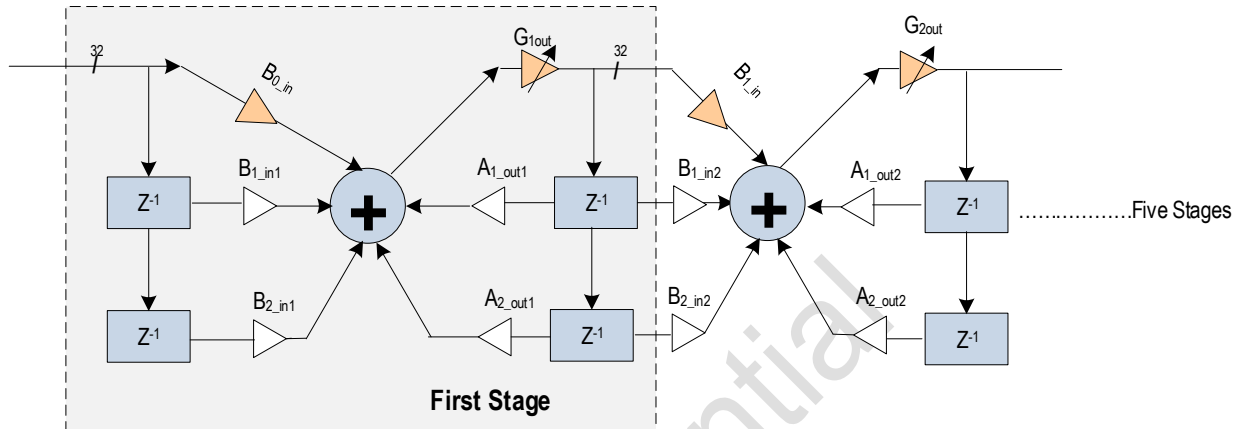 32
B0_in
G1out
32
B1_in
G2out
B1_in1
A1_out1
B1_in2
A1_out2
Z-1
+
Z-1
+
Z-1
……………Five Stages
B2_in1
A2_out1
B2_in2
A2_out2
Z-1
Z-1
Z-1
First Stage
ntial